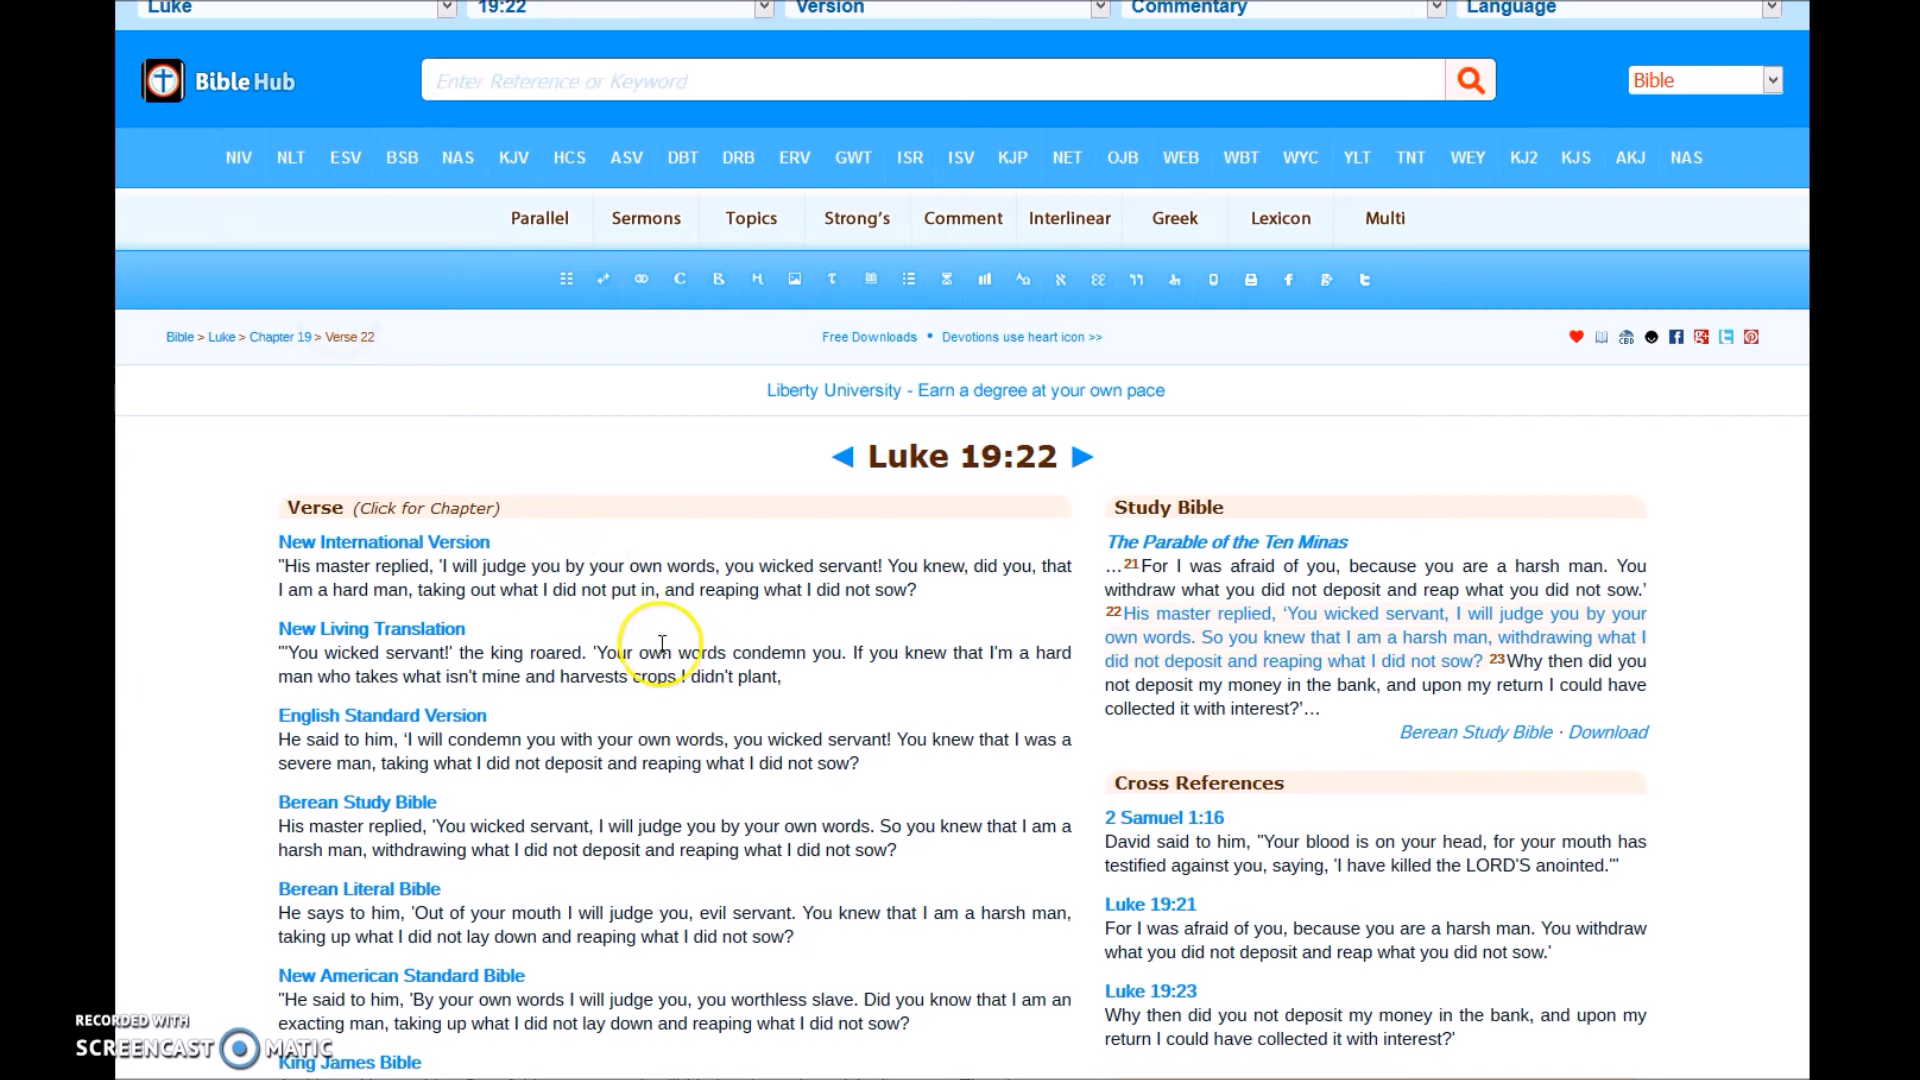 Luke 19:22 Version Commentary Language
Bible Hub Enter Reference or Keyword Bible
NIV NLT ESV BSB NAS KJV HCS ASV DBT DRB ERV GWT ISR ISV KJP NET OJB WEB WBT WYC YLT TNT WEY KJ2 KJS AKJ NAS
Parallel Sermons Topics Strong's Comment Interlinear Greek Lexicon Multi
Bible > Luke > Chapter 19 > Verse 22
Free Downloads • Devotions use heart icon >>
Liberty University - Earn a degree at your own pace
◄ Luke 19:22 ►
Verse (Click for Chapter)
New International Version
"His master replied, 'I will judge you by your own words, you wicked servant! You knew, did you, that
I am a hard man, taking out what I did not put in, and reaping what I did not sow?
New Living Translation
"'You wicked servant!' the king roared. 'Your own words condemn you. If you knew that I'm a hard
man who takes what isn't mine and harvests crops I didn't plant,
English Standard Version
He said to him, ‘I will condemn you with your own words, you wicked servant! You knew that I was a
severe man, taking what I did not deposit and reaping what I did not sow?
Berean Study Bible
His master replied, 'You wicked servant, I will judge you by your own words. So you knew that I am a
harsh man, withdrawing what I did not deposit and reaping what I did not sow?
Berean Literal Bible
He says to him, 'Out of your mouth I will judge you, evil servant. You knew that I am a harsh man,
taking up what I did not lay down and reaping what I did not sow?
New American Standard Bible
"He said to him, 'By your own words I will judge you, you worthless slave. Did you know that I am an
exacting man, taking up what I did not lay down and reaping what I did not sow?
King James Bible
Study Bible
The Parable of the Ten Minas
…21For I was afraid of you, because you are a harsh man. You
withdraw what you did not deposit and reap what you did not sow.’
22His master replied, ‘You wicked servant, I will judge you by your
own words. So you knew that I am a harsh man, withdrawing what I
did not deposit and reaping what I did not sow? 23Why then did you
not deposit my money in the bank, and upon my return I could have
collected it with interest?’…
Berean Study Bible · Download
Cross References
2 Samuel 1:16
David said to him, "Your blood is on your head, for your mouth has
testified against you, saying, 'I have killed the LORD'S anointed.'"
Luke 19:21
For I was afraid of you, because you are a harsh man. You withdraw
what you did not deposit and reap what you did not sow.'
Luke 19:23
Why then did you not deposit my money in the bank, and upon my
return I could have collected it with interest?'
RECORDED WITH
SCREENCAST MATIC